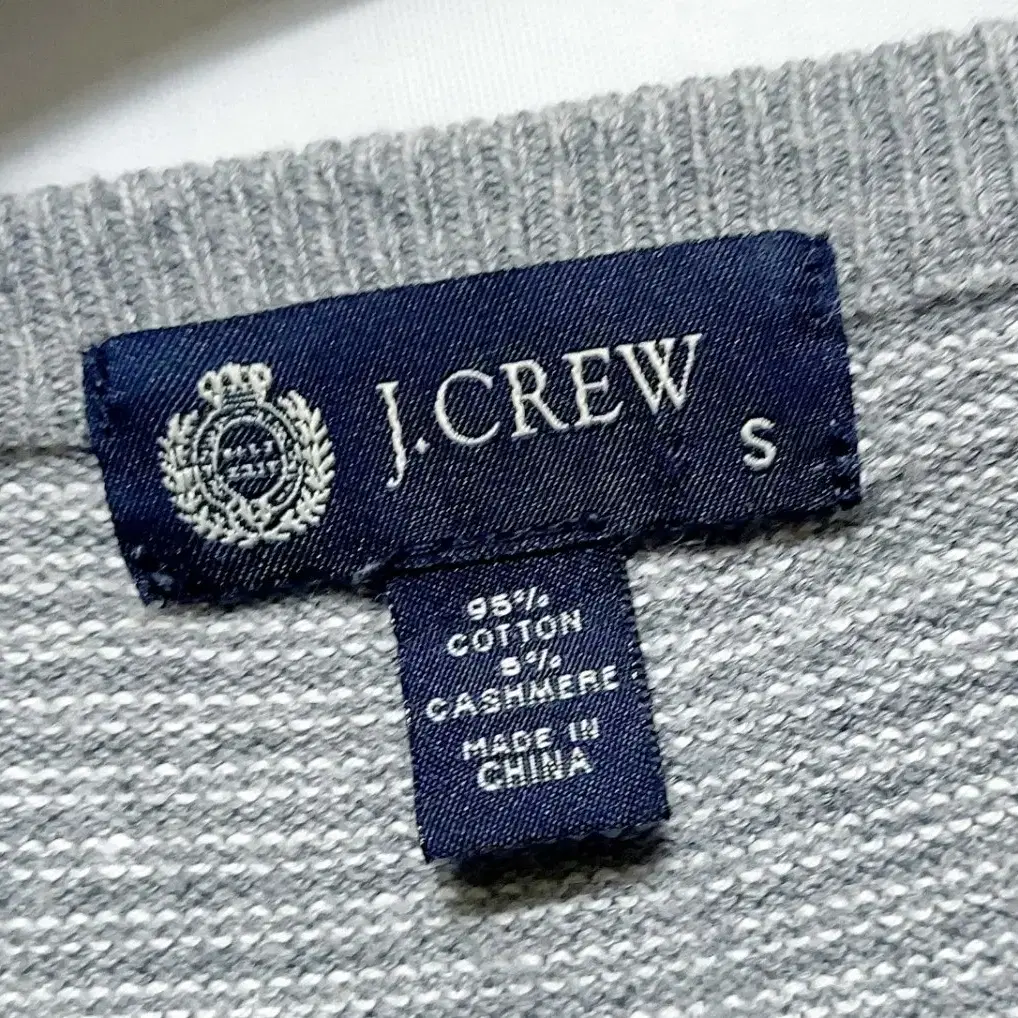 J.CREW
S
95%
COTTON
5%
CASHMERE
MADE IN
CHINA